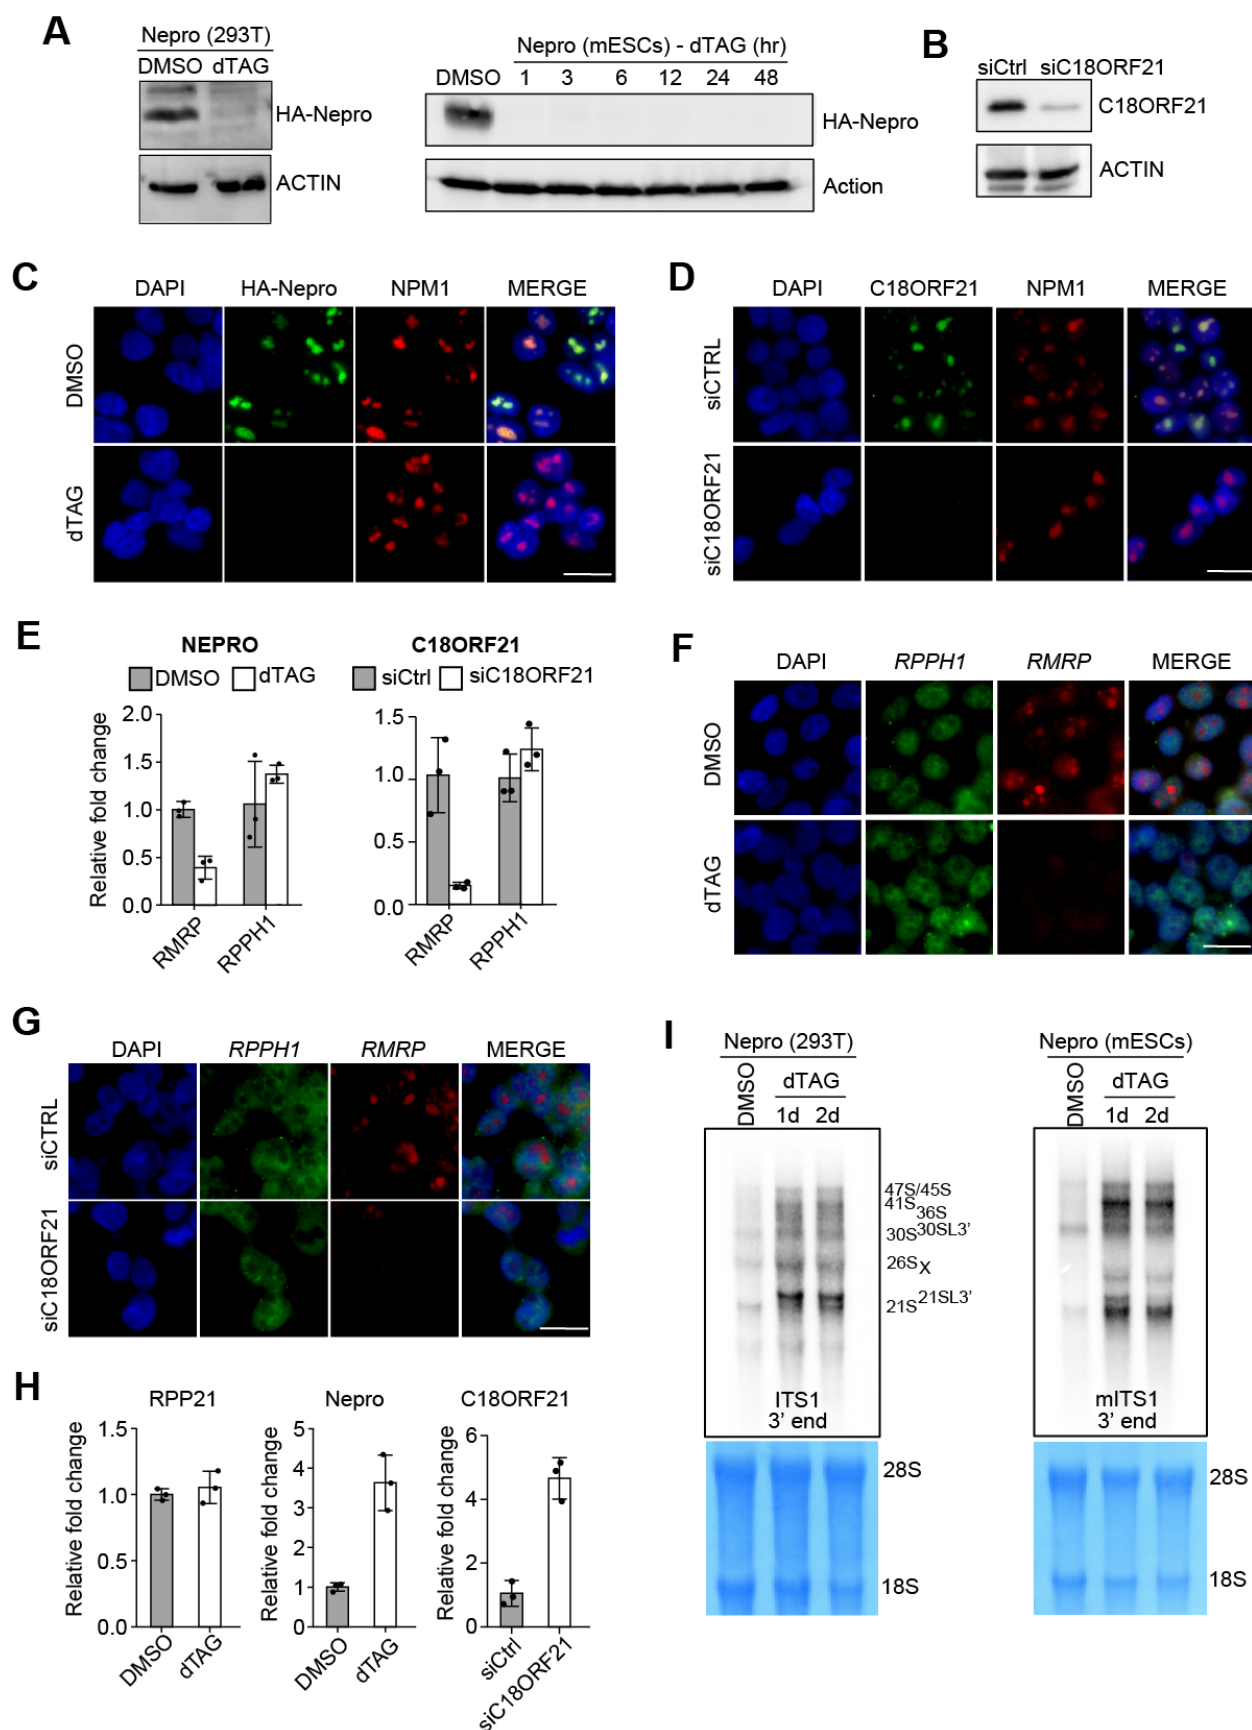 A
Nepro (293T)
DMSO dTAG
HA-Nepro
ACTIN
Nepro (mESCs) - dTAG (hr)
DMSO 1 3 6 12 24 48
HA-Nepro
Action
B
siCtrl siC18ORF21
C18ORF21
ACTIN
C
DAPI HA-Nepro NPM1 MERGE
DMSO
dTAG
D
DAPI C18ORF21 NPM1 MERGE
siCTRL
siC18ORF21
E
NEPRO
DMSO dTAG
Relative fold change
2.0
1.5
1.0
0.5
0.0
RMRP RPPH1
C18ORF21
siCtrl siC18ORF21
1.5
1.0
0.5
0.0
RMRP RPPH1
F
DAPI RPPH1 RMRP MERGE
DMSO
dTAG
G
DAPI RPPH1 RMRP MERGE
siCTRL
siC18ORF21
H
RPP21
Relative fold change
1.5
1.0
0.5
0.0
DMSO dTAG
Nepro
Relative fold change
5
4
3
2
1
0
DMSO dTAG
C18ORF21
Relative fold change
6
4
2
0
siCtrl siC18ORF21
I
Nepro (293T)
DMSO
dTAG
1d 2d
47S/45S
41S
36S
30S 30SL3'
26S X
21S 21SL3'
ITS1
3' end
28S
18S
Nepro (mESCs)
DMSO
dTAG
1d 2d
mITS1
3' end
28S
18S